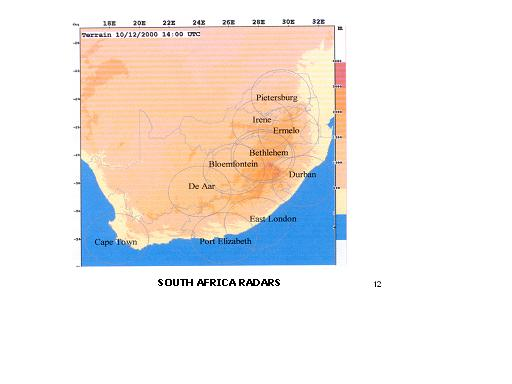 18E 22E 24E 26E 28E 30E 32E
m
Terrain 10/12/2000 14:00 UTC
Pietersburg
Irene
Ermelo
Bethlehem
Bloemfontein
Durban
De Aar
East London
Cape Town
Port Elizabeth
SOUTH AFRICA RADARS
12